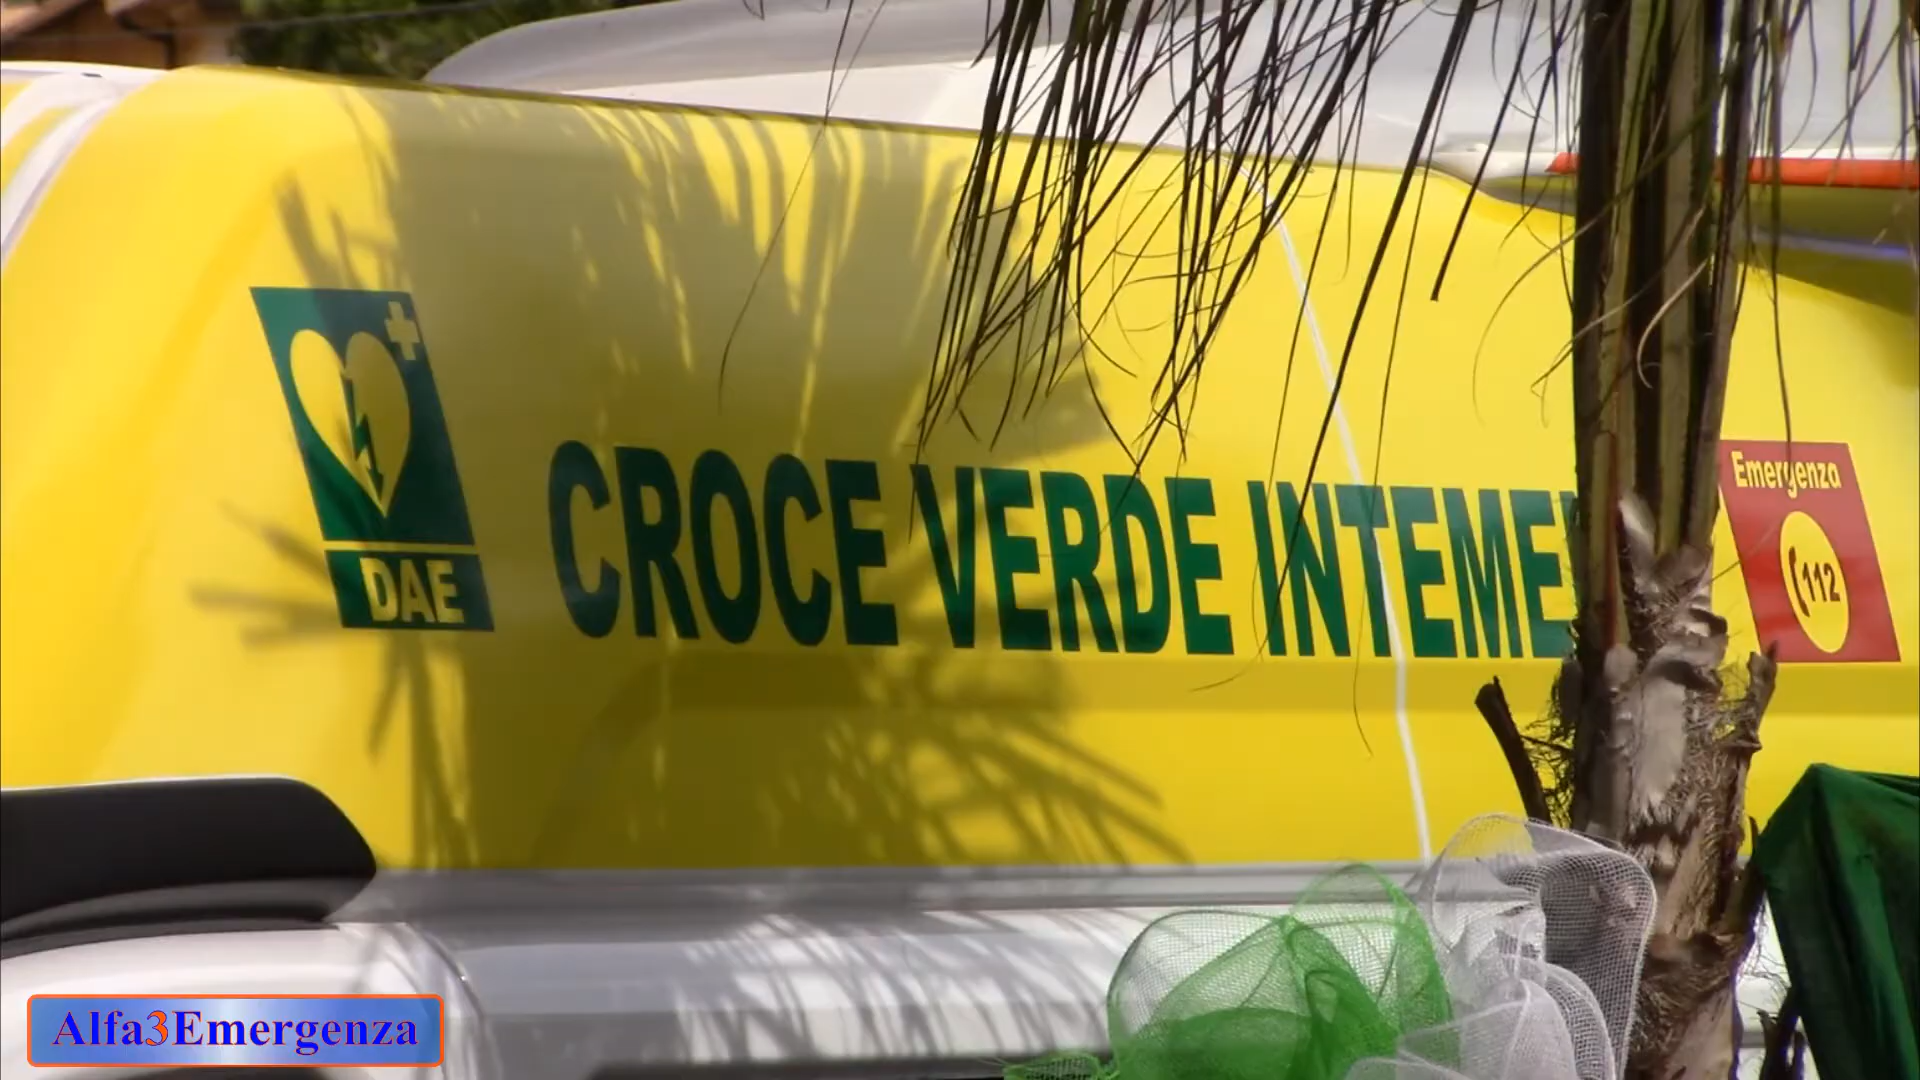 DAE
CROCE VERDE INTEME
Emergenza
112
Alfa3Emergenza